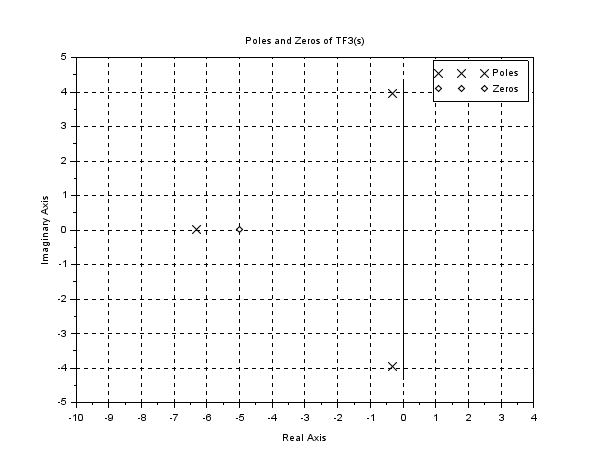 Poles and Zeros of TF3(s)
Poles
Zeros
5
4
3
2
1
0
-1
-2
-3
-4
-5
Imaginary Axis
-10 -9 -8 -7 -6 -5 -4 -3 -2 -1 0 1 2 3 4
Real Axis